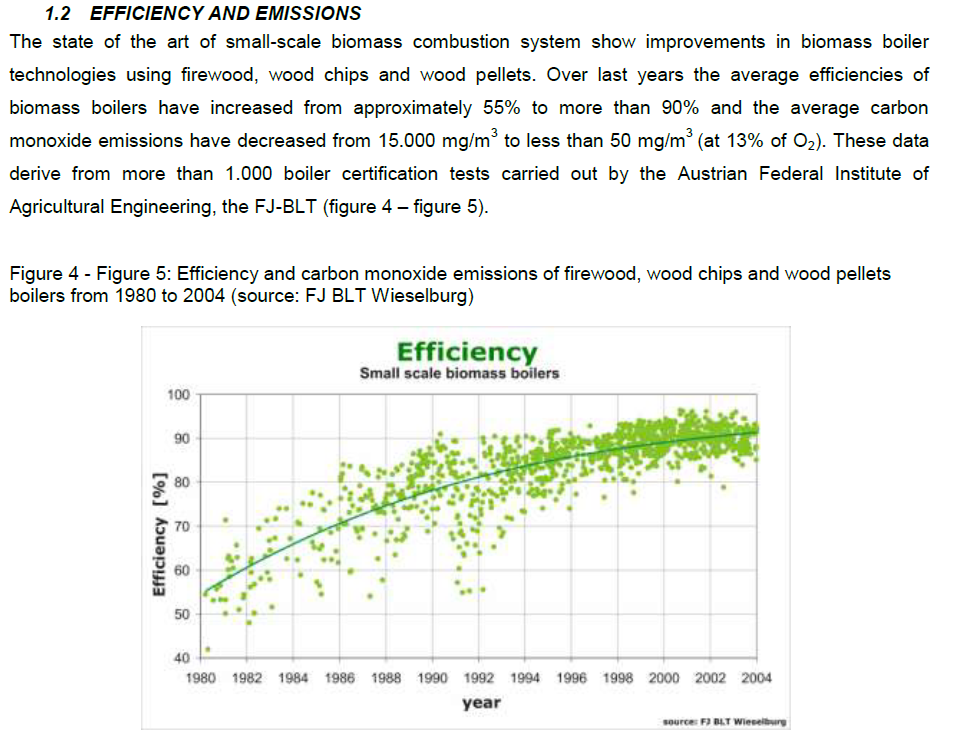 1.2 EFFICIENCY AND EMISSIONS
The state of the art of small-scale biomass combustion system show improvements in biomass boiler
technologies using firewood, wood chips and wood pellets. Over last years the average efficiencies of
biomass boilers have increased from approximately 55% to more than 90% and the average carbon
monoxide emissions have decreased from 15.000 mg/m³ to less than 50 mg/m³ (at 13% of O₂). These data
derive from more than 1.000 boiler certification tests carried out by the Austrian Federal Institute of
Agricultural Engineering, the FJ-BLT (figure 4 – figure 5).
Figure 4 - Figure 5: Efficiency and carbon monoxide emissions of firewood, wood chips and wood pellets
boilers from 1980 to 2004 (source: FJ BLT Wieselburg)
Efficiency
Small scale biomass boilers
Efficiency [%]
100
90
80
70
60
50
40
1980 1982 1984 1986 1988 1990 1992 1994 1996 1998 2000 2002 2004
year
source: FJ BLT Wieselburg